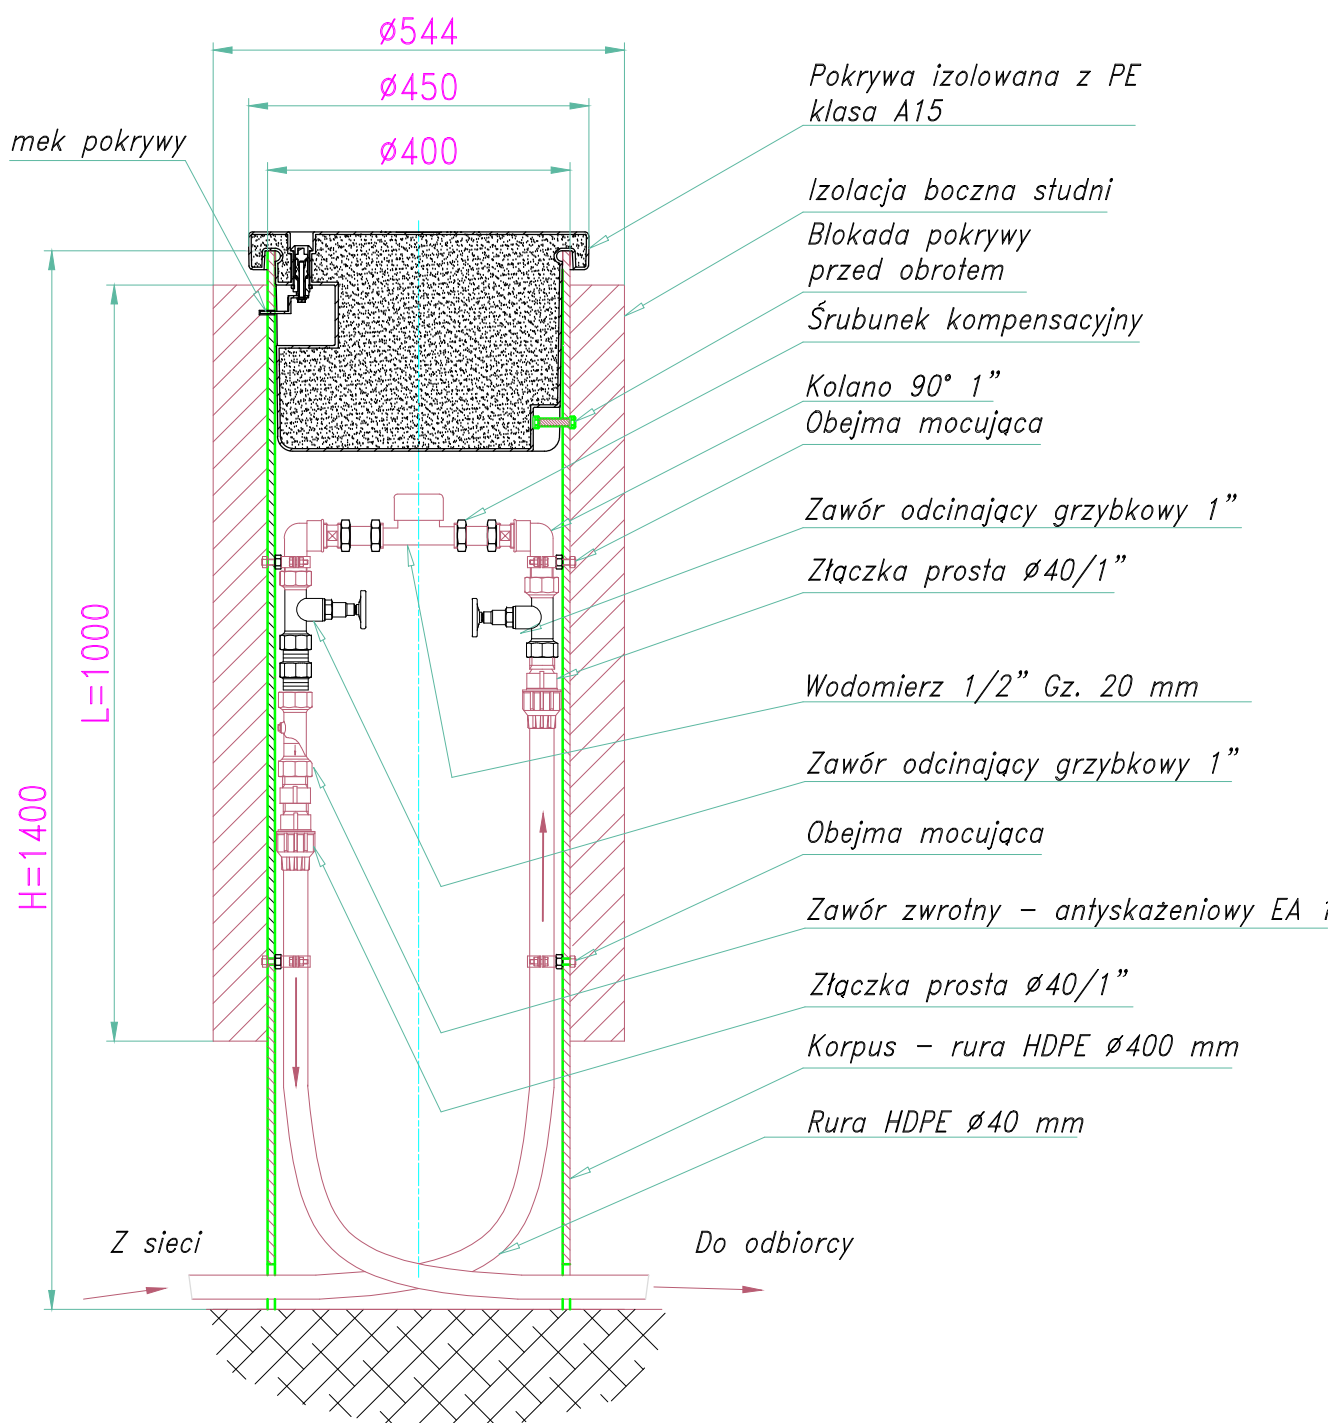 ø544
ø450
ø400
mek pokrywy
Pokrywa izolowana z PE
klasa A15
Izolacja boczna studni
Blokada pokrywy
przed obrotem
Śrubunek kompensacyjny
Kolano 90° 1”
Obejma mocująca
Zawór odcinający grzybkowy 1”
Złączka prosta ø40/1”
Wodomierz 1/2” Gz. 20 mm
Zawór odcinający grzybkowy 1”
Obejma mocująca
Zawór zwrotny – antyskażeniowy EA 1
Złączka prosta ø40/1”
Korpus – rura HDPE ø400 mm
Rura HDPE ø40 mm
L=1000
H=1400
Z sieci
Do odbiorcy